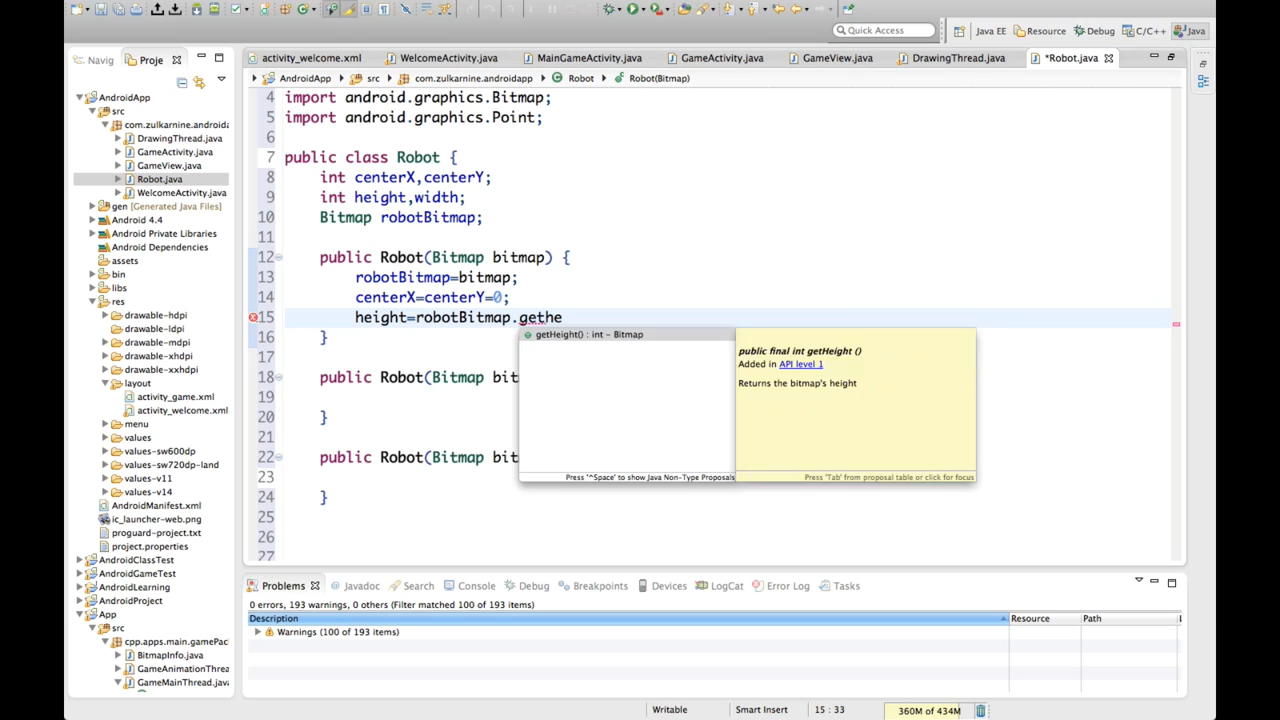 Quick Access
Java EE
Resource
Debug
C/C++
Java
Navig
Proje
activity_welcome.xml
WelcomeActivity.java
MainGameActivity.java
GameActivity.java
GameView.java
DrawingThread.java
*Robot.java
AndroidApp
src
com.zulkarnine.androidapp
Robot
Robot(Bitmap)
AndroidApp
src
com.zulkarnine.androida
DrawingThread.java
GameActivity.java
GameView.java
Robot.java
WelcomeActivity.java
gen [Generated Java Files]
Android 4.4
Android Private Libraries
Android Dependencies
assets
bin
libs
res
drawable-hdpi
drawable-ldpi
drawable-mdpi
drawable-xhdpi
drawable-xxhdpi
layout
activity_game.xml
activity_welcome.xml
menu
values
values-sw600dp
values-sw720dp-land
values-v11
values-v14
AndroidManifest.xml
ic_launcher-web.png
proguard-project.txt
project.properties
AndroidClassTest
AndroidGameTest
AndroidLearning
AndroidProject
App
src
cpp.apps.main.gamePac
BitmapInfo.java
GameAnimationThrea
GameMainThread.java
4 import android.graphics.Bitmap;
5 import android.graphics.Point;
6
7 public class Robot {
8 int centerX,centerY;
9 int height,width;
10 Bitmap robotBitmap;
11
12 public Robot(Bitmap bitmap) {
13 robotBitmap=bitmap;
14 centerX=centerY=0;
15 height=robotBitmap.gethe
16 }
17
18 public Robot(Bitmap bit
19
20 }
21
22 public Robot(Bitmap bit
23
24 }
25
26
27
getHeight() : int - Bitmap
Press '^Space' to show Java Non-Type Proposals
public final int getHeight ()
Added in API level 1
Returns the bitmap's height
Press 'Tab' from proposal table or click for focus
Problems
Javadoc
Search
Console
Debug
Breakpoints
Devices
LogCat
Error Log
Tasks
0 errors, 193 warnings, 0 others (Filter matched 100 of 193 items)
Description
Resource
Path
Warnings (100 of 193 items)
Writable
Smart Insert
15 : 33
360M of 434M